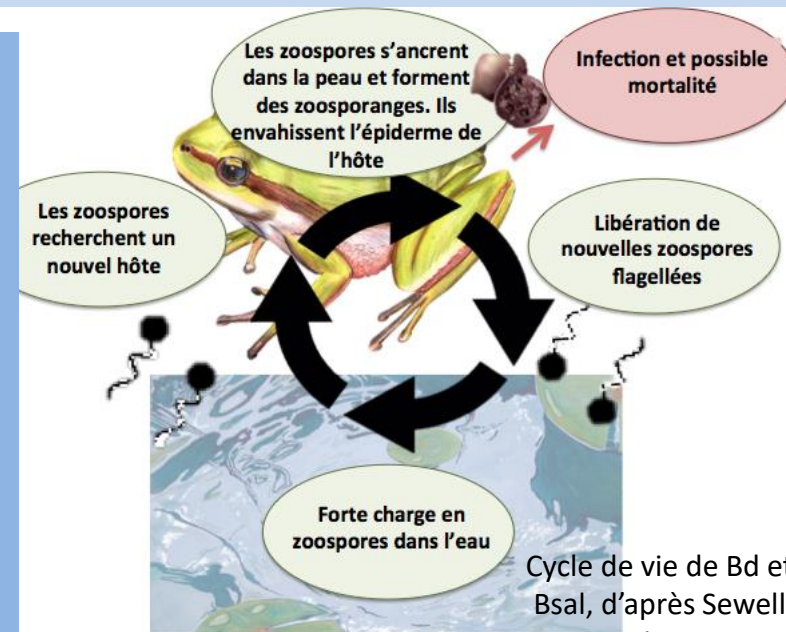 Les zoospores s’ancrent
dans la peau et forment
des zoosporanges. Ils
envahissent l’épiderme de
l’hôte
Infection et possible
mortalité
Les zoospores
recherchent un
nouvel hôte
Libération de
nouvelles zoospores
flagellées
Forte charge en
zoospores dans l’eau
Cycle de vie de Bd et
Bsal, d’après Sewell